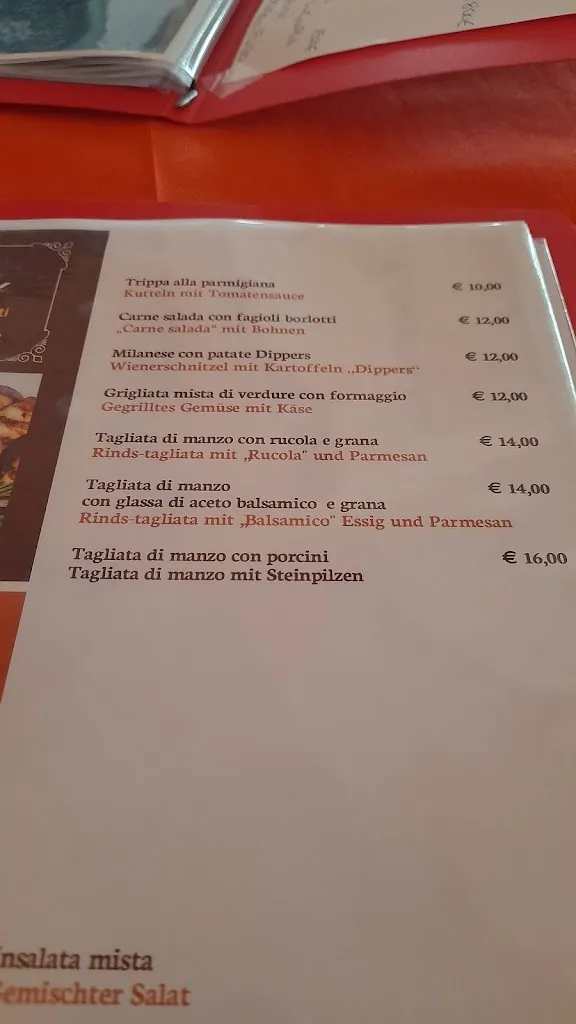 Trippa alla parmigiana € 10,00
Kutteln mit Tomatensauce
Carne salada con fagioli borlotti € 12,00
„Carne salada" mit Bohnen
Milanese con patate Dippers € 12,00
Wienerschnitzel mit Kartoffeln „Dippers"
Grigliata mista di verdure con formaggio € 12,00
Gegrilltes Gemüse mit Käse
Tagliata di manzo con rucola e grana € 14,00
Rinds-tagliata mit „Rucola" und Parmesan
Tagliata di manzo € 14,00
con glassa di aceto balsamico e grana
Rinds-tagliata mit „Balsamico" Essig und Parmesan
Tagliata di manzo con porcini € 16,00
Tagliata di manzo mit Steinpilzen
nsalata mista
emischter Salat